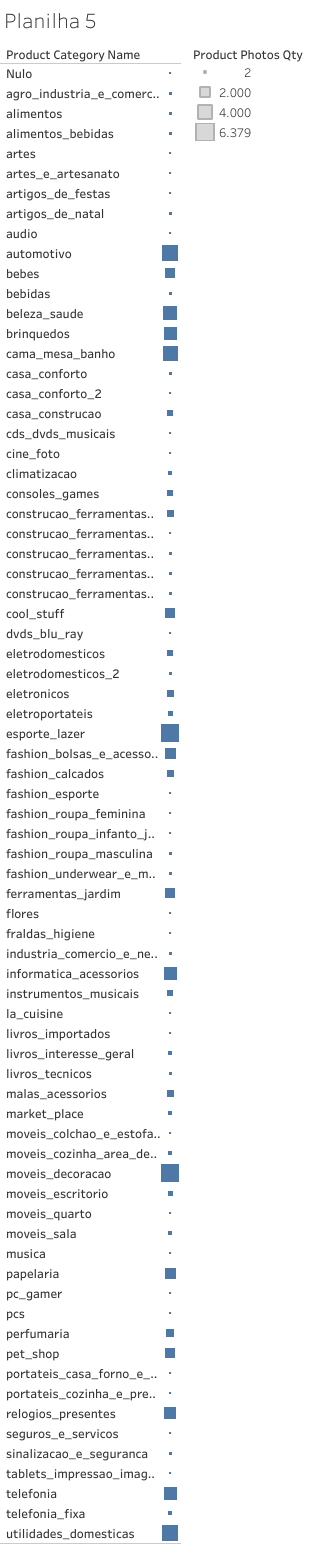 Planilha 5
Product Category Name
Product Photos Qty
Nulo
2
agro_industria_e_comerc..
2.000
alimentos
4.000
alimentos_bebidas
6.379
artes
artes_e_artesanato
artigos_de_festas
artigos_de_natal
audio
automotivo
bebes
bebidas
beleza_saude
brinquedos
cama_mesa_banho
casa_conforto
casa_conforto_2
casa_construcao
cds_dvds_musicais
cine_foto
climatizacao
consoles_games
construcao_ferramentas..
construcao_ferramentas..
construcao_ferramentas..
construcao_ferramentas..
construcao_ferramentas..
cool_stuff
dvds_blu_ray
eletrodomesticos
eletrodomesticos_2
eletronicos
eletroportateis
esporte_lazer
fashion_bolsas_e_acesso..
fashion_calcados
fashion_esporte
fashion_roupa_feminina
fashion_roupa_infanto_j..
fashion_roupa_masculina
fashion_underwear_e_m..
ferramentas_jardim
flores
fraldas_higiene
industria_comercio_e_ne..
informatica_acessorios
instrumentos_musicais
la_cuisine
livros_importados
livros_interesse_geral
livros_tecnicos
malas_acessorios
market_place
moveis_colchao_e_estofa..
moveis_cozinha_area_de..
moveis_decoracao
moveis_escritorio
moveis_quarto
moveis_sala
musica
papelaria
pc_gamer
pcs
perfumaria
pet_shop
portateis_casa_forno_e_..
portateis_cozinha_e_pre..
relogios_presentes
seguros_e_servicos
sinalizacao_e_seguranca
tablets_impressao_imag..
telefonia
telefonia_fixa
utilidades_domesticas